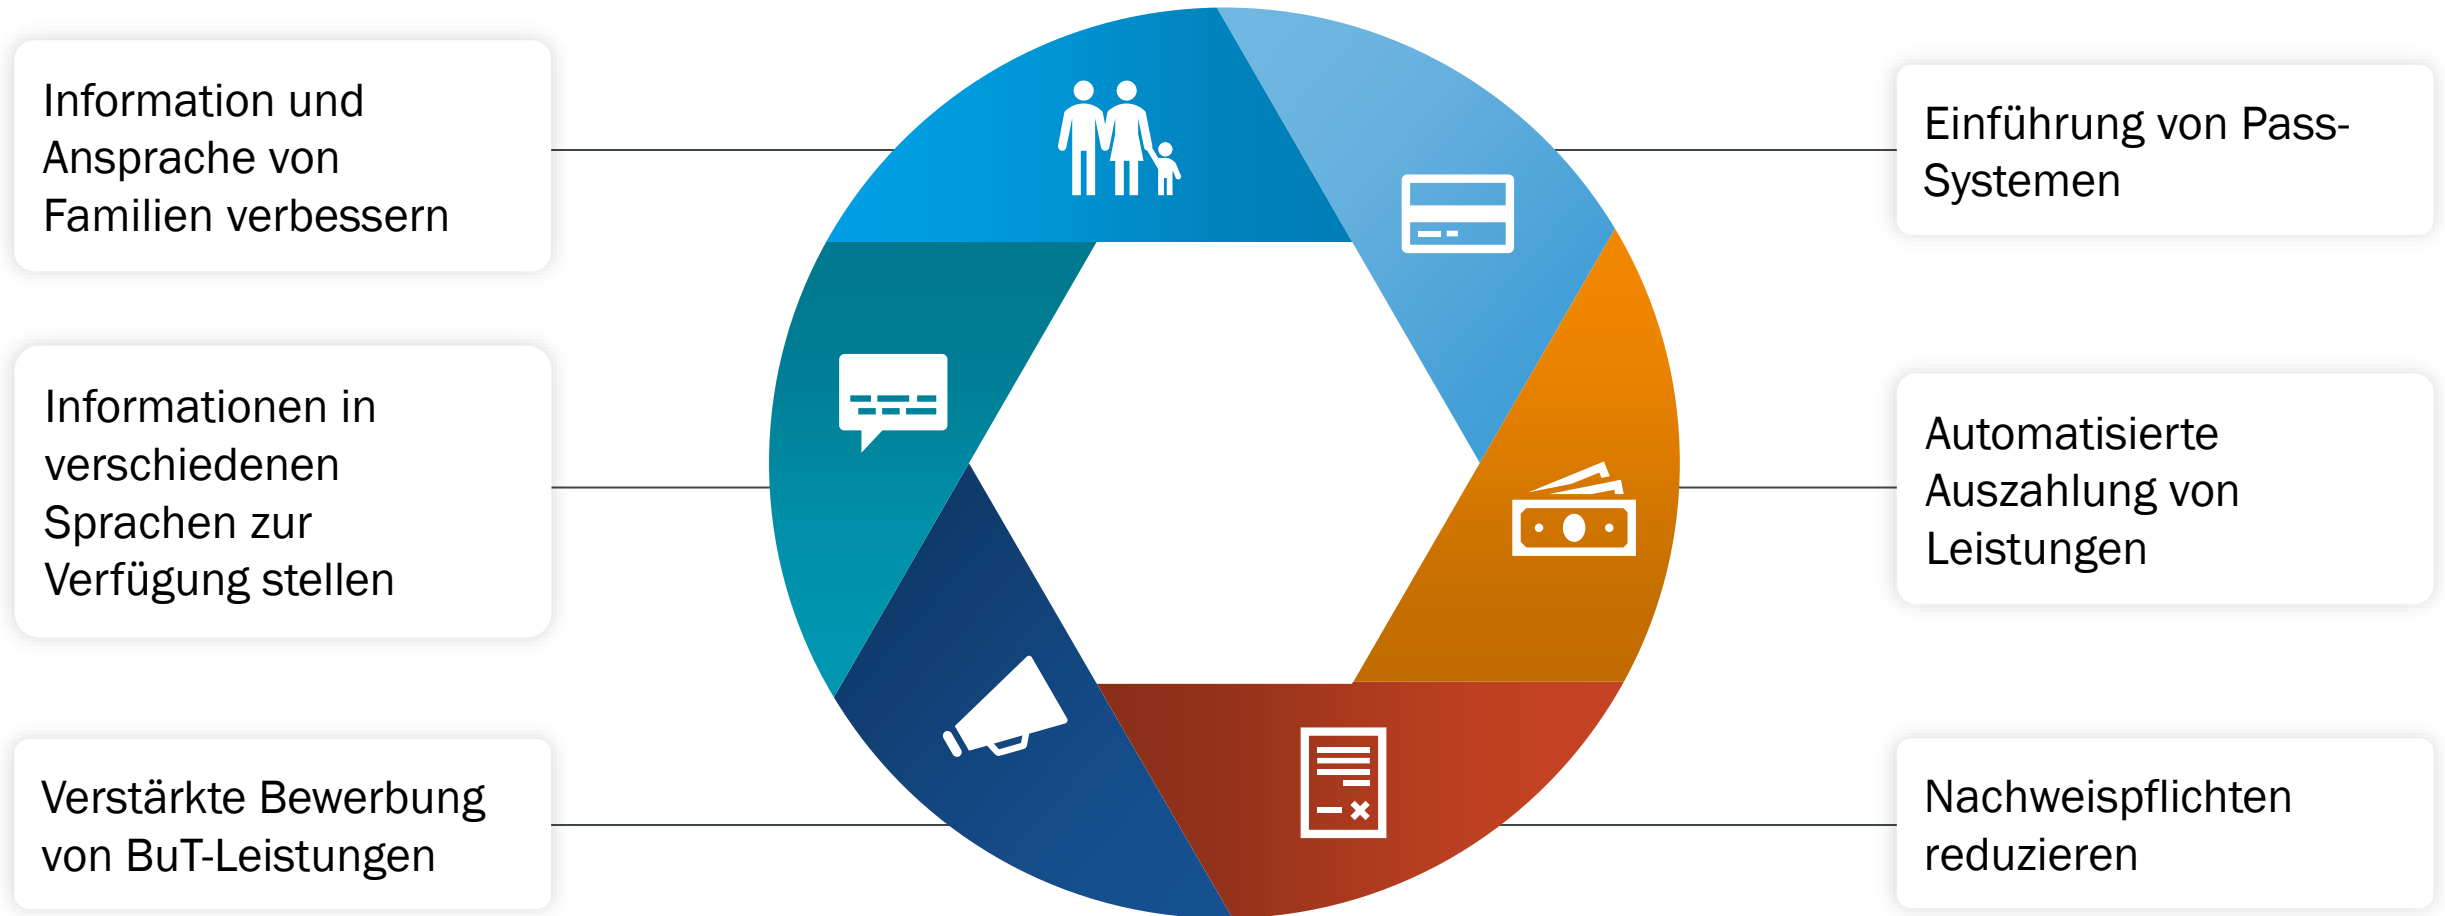 Information und
Ansprache von
Familien verbessern
Informationen in
verschiedenen
Sprachen zur
Verfügung stellen
Verstärkte Bewerbung
von BuT-Leistungen
Einführung von Pass-
Systemen
Automatisierte
Auszahlung von
Leistungen
Nachweispflichten
reduzieren